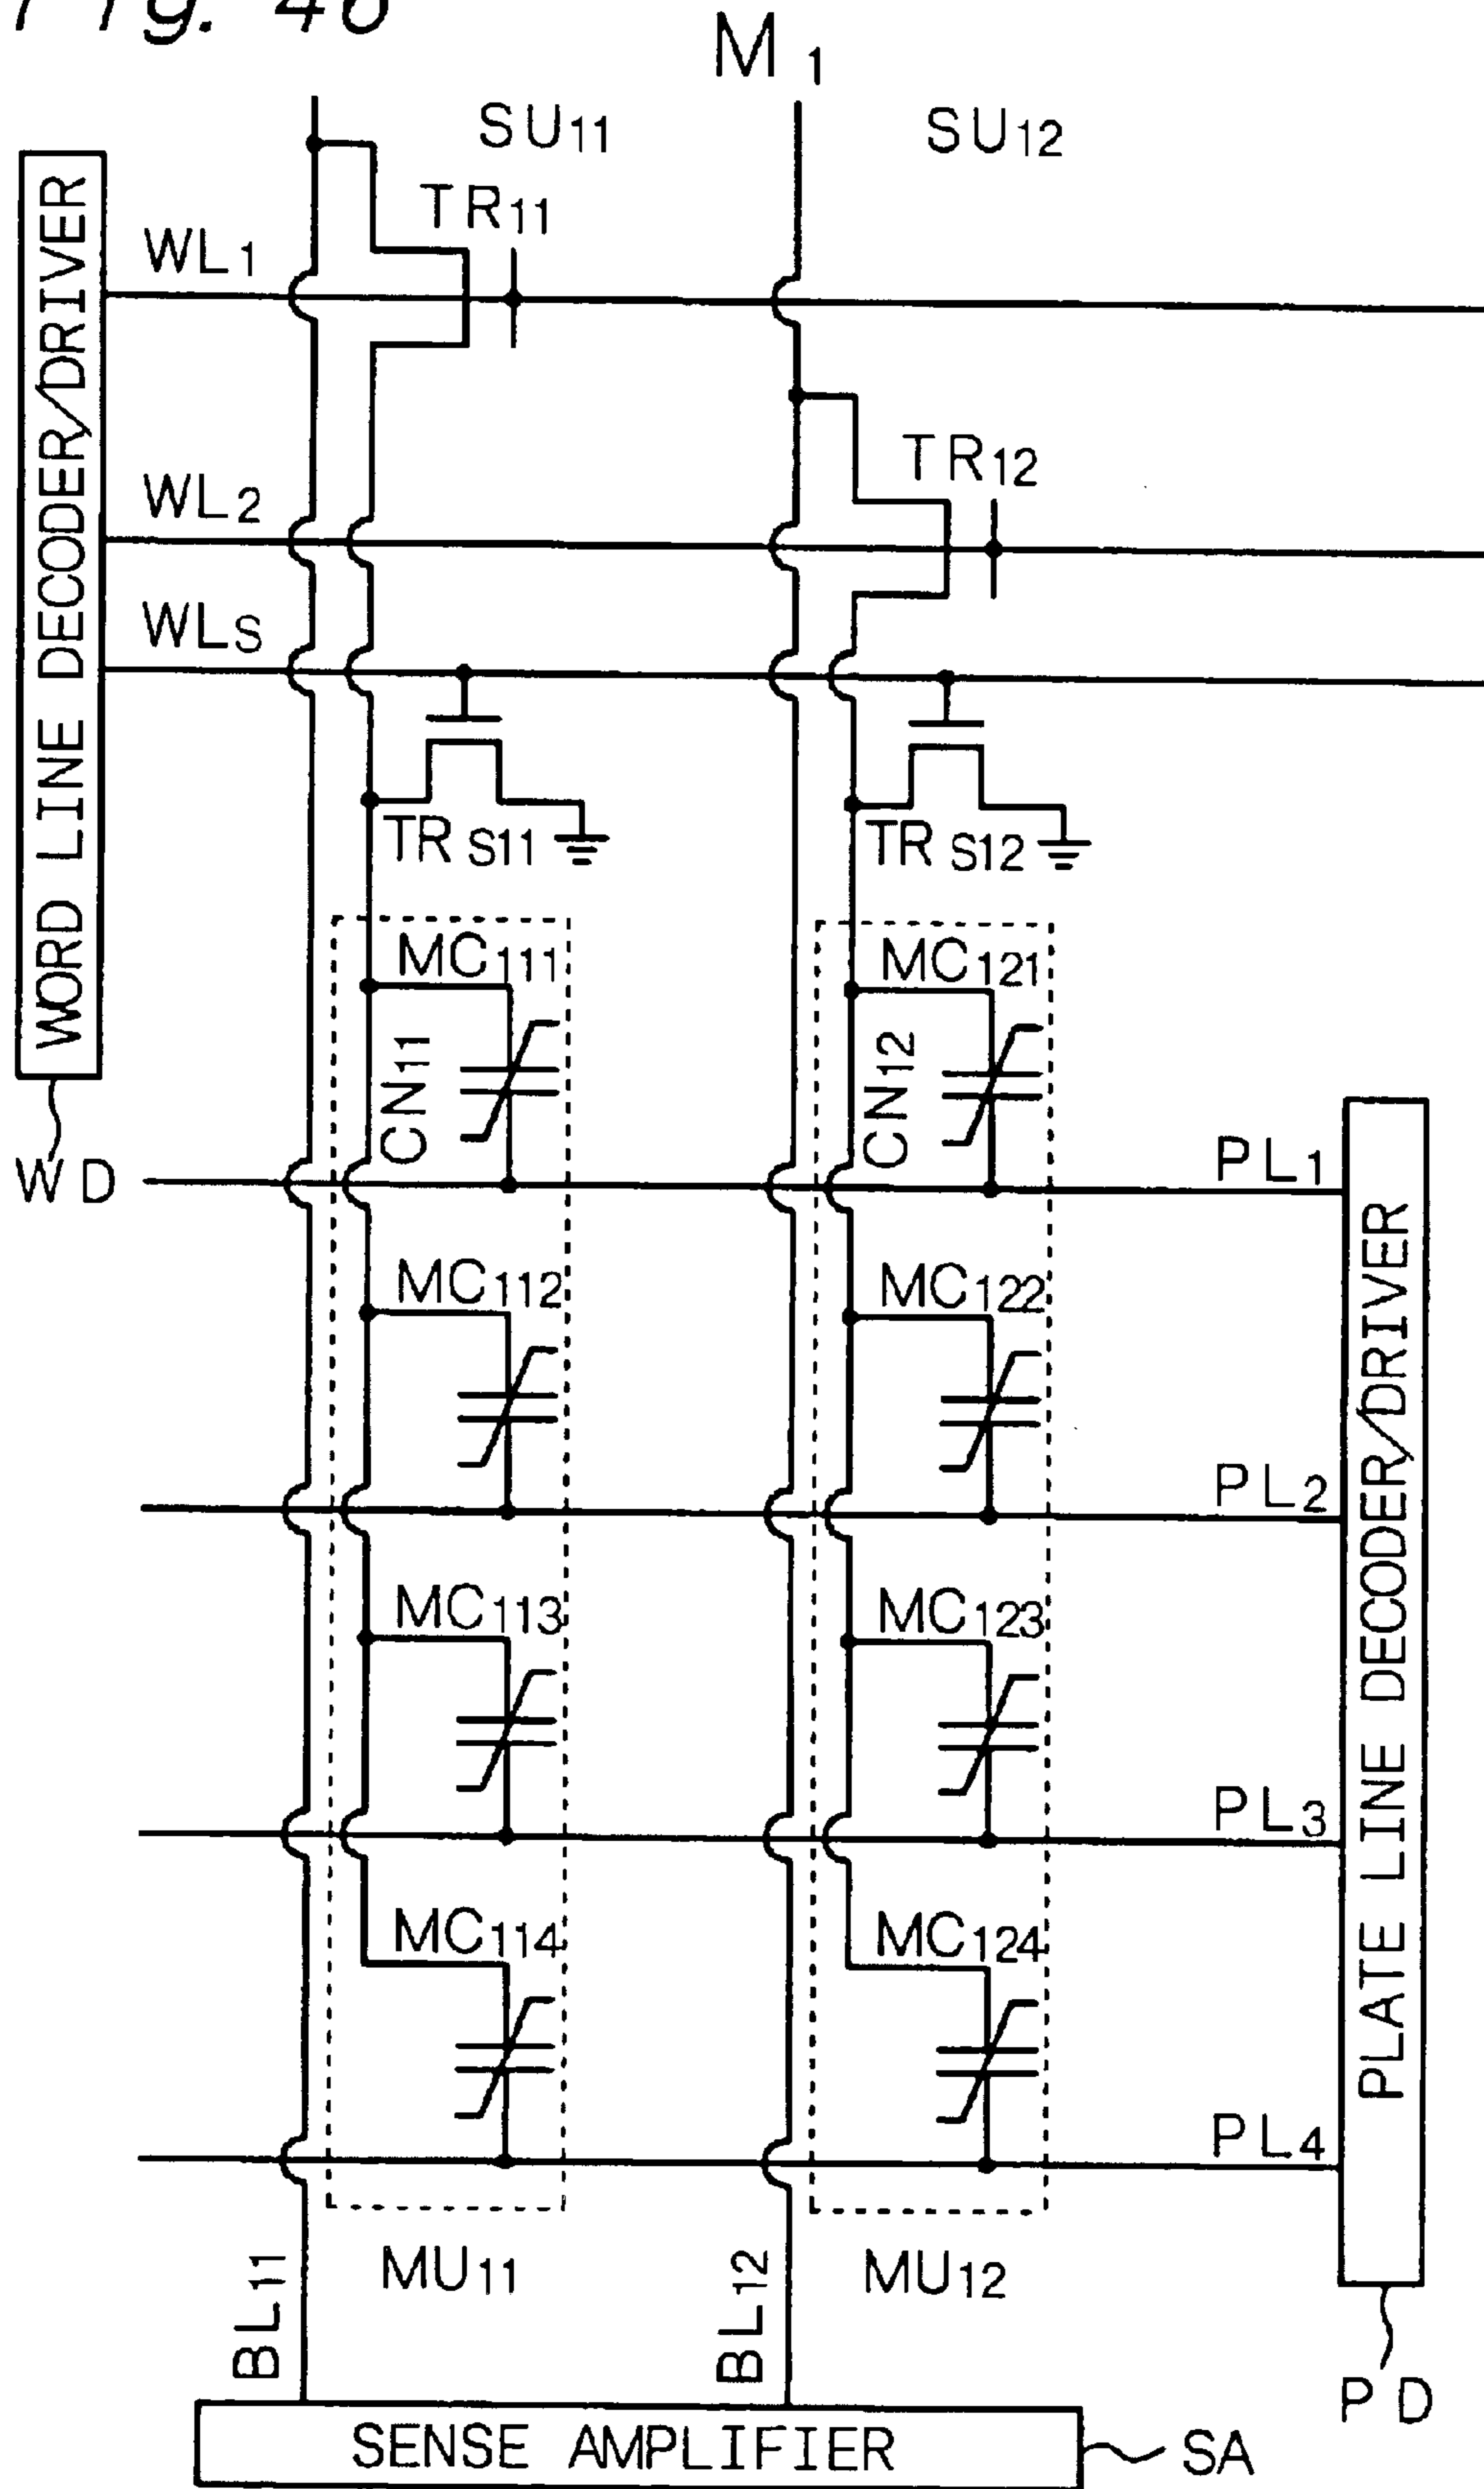 M1
SU11
SU12
TR11
WL1
TR12
WL2
WLS
WORD LINE DECODER/DRIVER
TR S11
TR S12
MC111
MC121
CN11
CN12
WD
PL1
MC112
MC122
PL2
PLATE LINE DECODER/DRIVER
MC113
MC123
PL3
MC114
MC124
PL4
MU11
MU12
BL11
BL12
PD
SENSE AMPLIFIER
SA